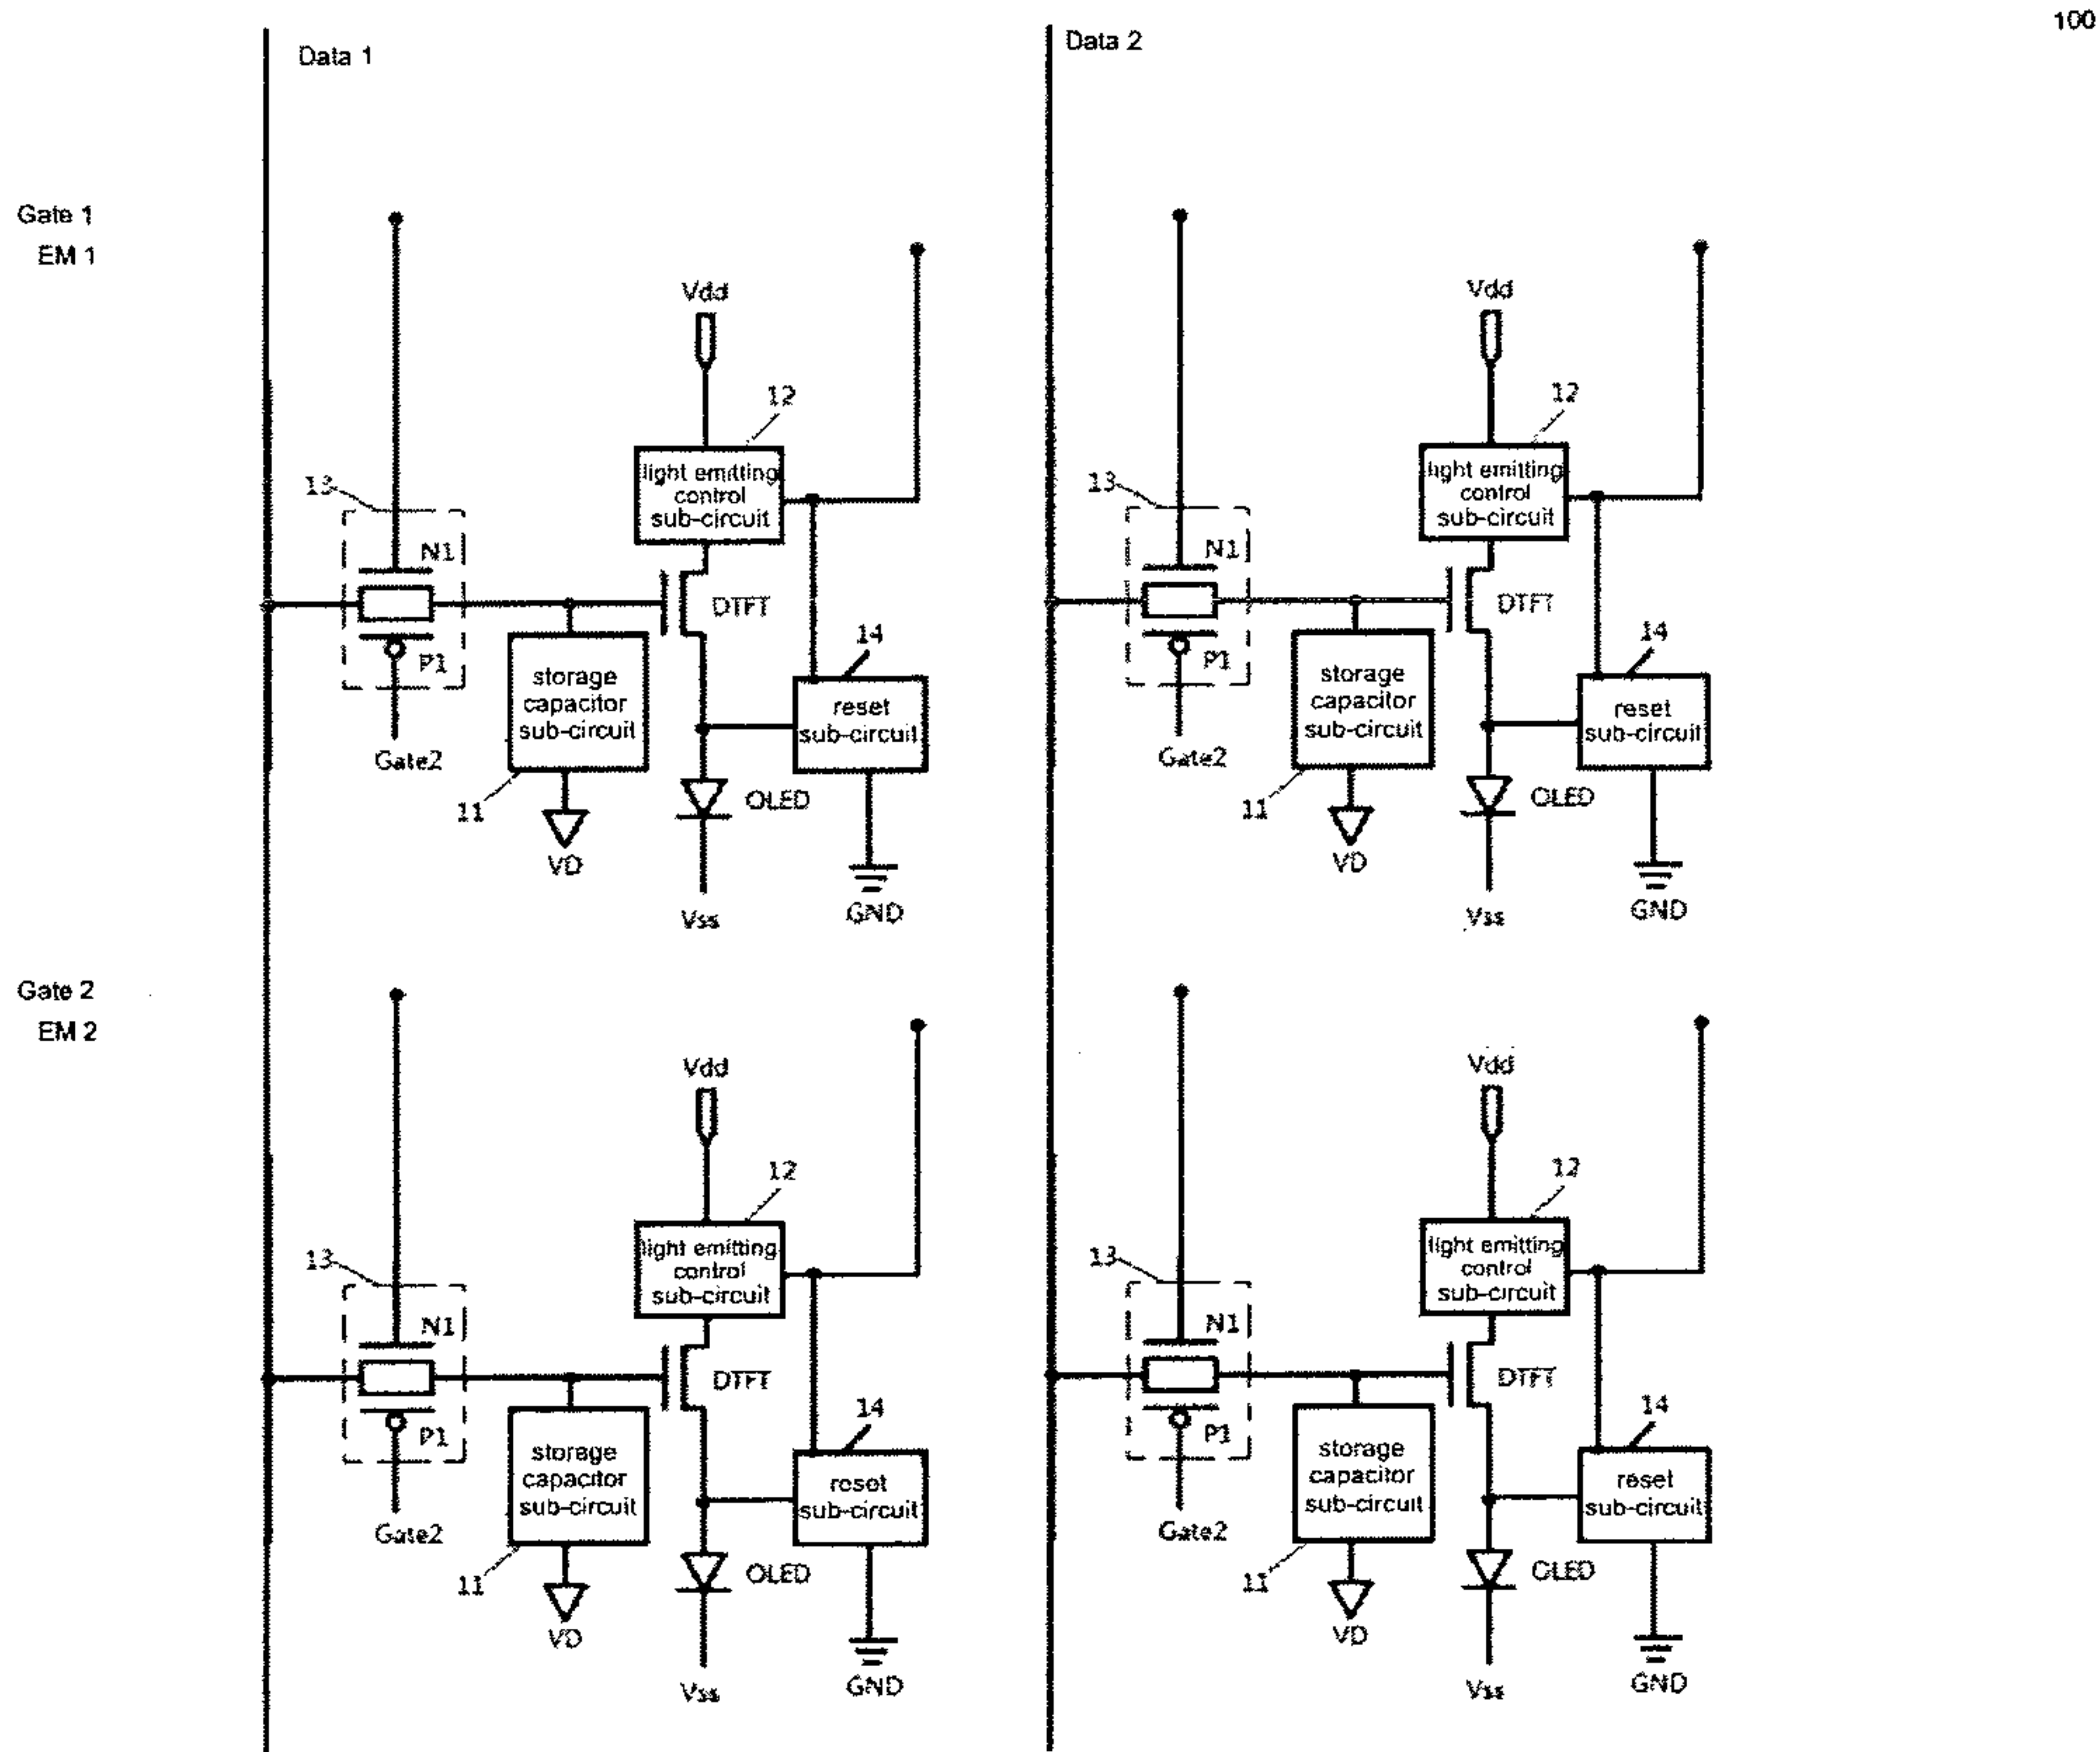 100
Data 1
Data 2
Gate 1
EM 1
Vdd
12
light emitting
control
sub-circuit
13
N1
DTFT
P1
Gate2
storage
capacitor
sub-circuit
11
VD
14
reset
sub-circuit
OLED
Vss
GND
Vdd
12
light emitting
control
sub-circuit
13
N1
DTFT
P1
Gate2
storage
capacitor
sub-circuit
11
VD
14
reset
sub-circuit
OLED
Vss
GND
Gate 2
EM 2
Vdd
12
light emitting
control
sub-circuit
13
N1
DTFT
P1
Gate2
storage
capacitor
sub-circuit
11
VD
14
reset
sub-circuit
OLED
Vss
GND
Vdd
12
light emitting
control
sub-circuit
13
N1
DTFT
P1
Gate2
storage
capacitor
sub-circuit
11
VD
14
reset
sub-circuit
OLED
Vss
GND